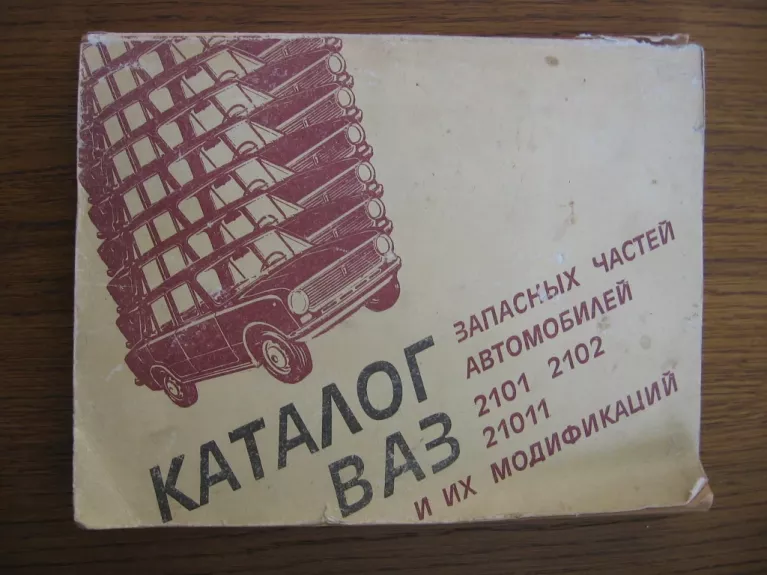 КАТАЛОГ
ЗАПАСНЫХ ЧАСТЕЙ
АВТОМОБИЛЕЙ
ВАЗ
2101 2102
21011
И ИХ МОДИФИКАЦИЙ